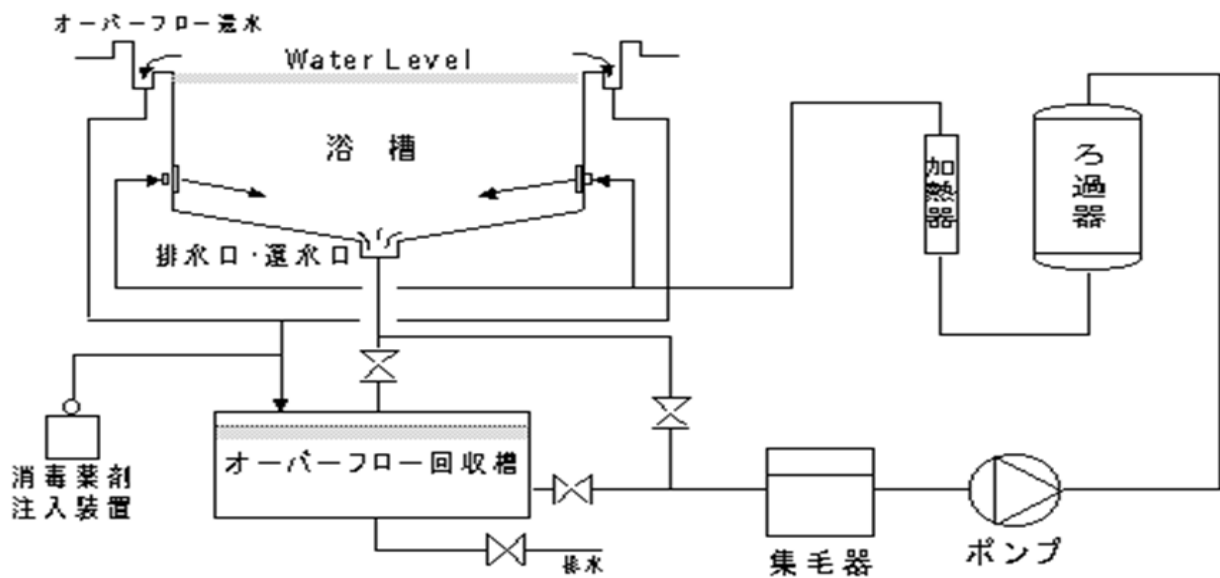 オーバーフロー還水
Water Level
浴槽
加熱器
ろ過器
排水口・還水口
消毒薬剤
注入装置
オーバーフロー回収槽
排水
集毛器
ポンプ